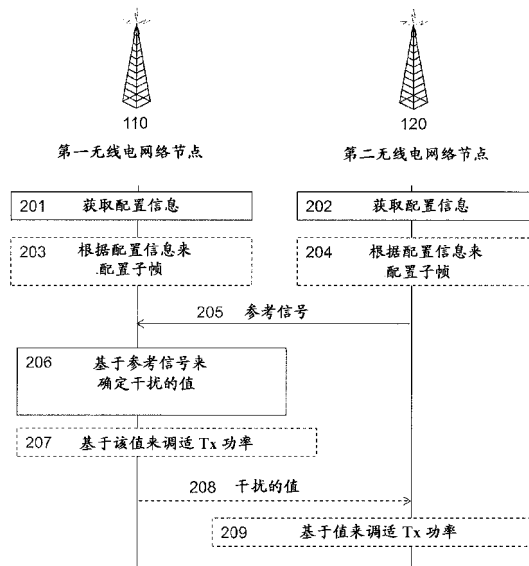 110
120
第一无线电网络节点
第二无线电网络节点
201 获取配置信息
202 获取配置信息
203 根据配置信息来
.配置子帧
204 根据配置信息来
配置子帧
205 参考信号
206 基于参考信号来
确定干扰的值
207 基于该值来调适 Tx 功率
208 干扰的值
209 基于值来调适 Tx 功率